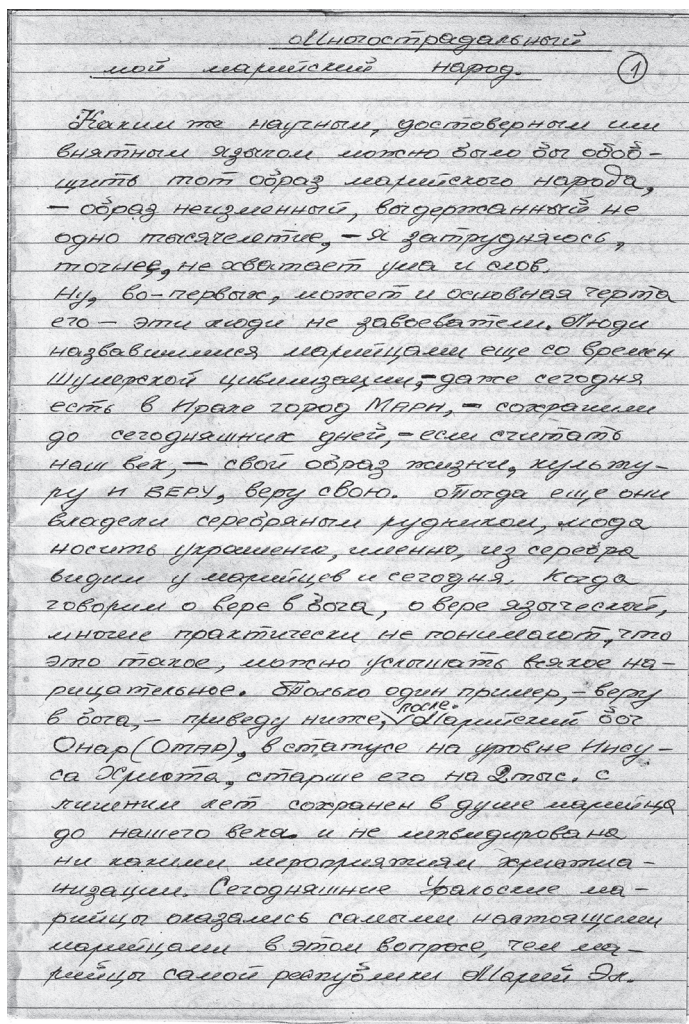 Многострадальный
мой марийский народ. 1
Каким же научным, достоверным или
внятным языком можно было бы обоб-
щить тот образ марийского народа,
– образ неизменный, выдержанный не
одно тысячелетие, – я затрудняюсь,
точнее, не хватает ума и слов.
Ну, во-первых, может и основная черта
его – эти люди не завоеватели. Люди
назвавшимися марийцами еще со времен
Шумерской цивилизации, – даже сегодня
есть в Ираке город МАРИ, – сохранили
до сегодняшних дней, – если считать
наш век, – свой образ жизни, культу-
ру и ВЕРУ, веру свою. Тогда еще они
владели серебряным рудником, мода
носить украшения, именно, из серебра
видим у марийцев и сегодня. Когда
говорим о вере в бога, о вере языческой,
многие практически не понимают, что
это такое, можно услышать всякое на-
рицательное. Только один пример, – веру
в бога, – приведу ниже, после. Марийский бог
Онар (ОТАР), в статусе на уровне Иису-
са Христа, старше его на 2 тыс. с
лишним лет сохранен в душе марийца
до нашего века. и не ликвидирована
ни какими мероприятиям христиа-
низации. Сегодняшние Уральские ма-
рийцы оказались самыми настоящими
марийцами в этом вопросе, чем ма-
рийцы самой республики Марий Эл.